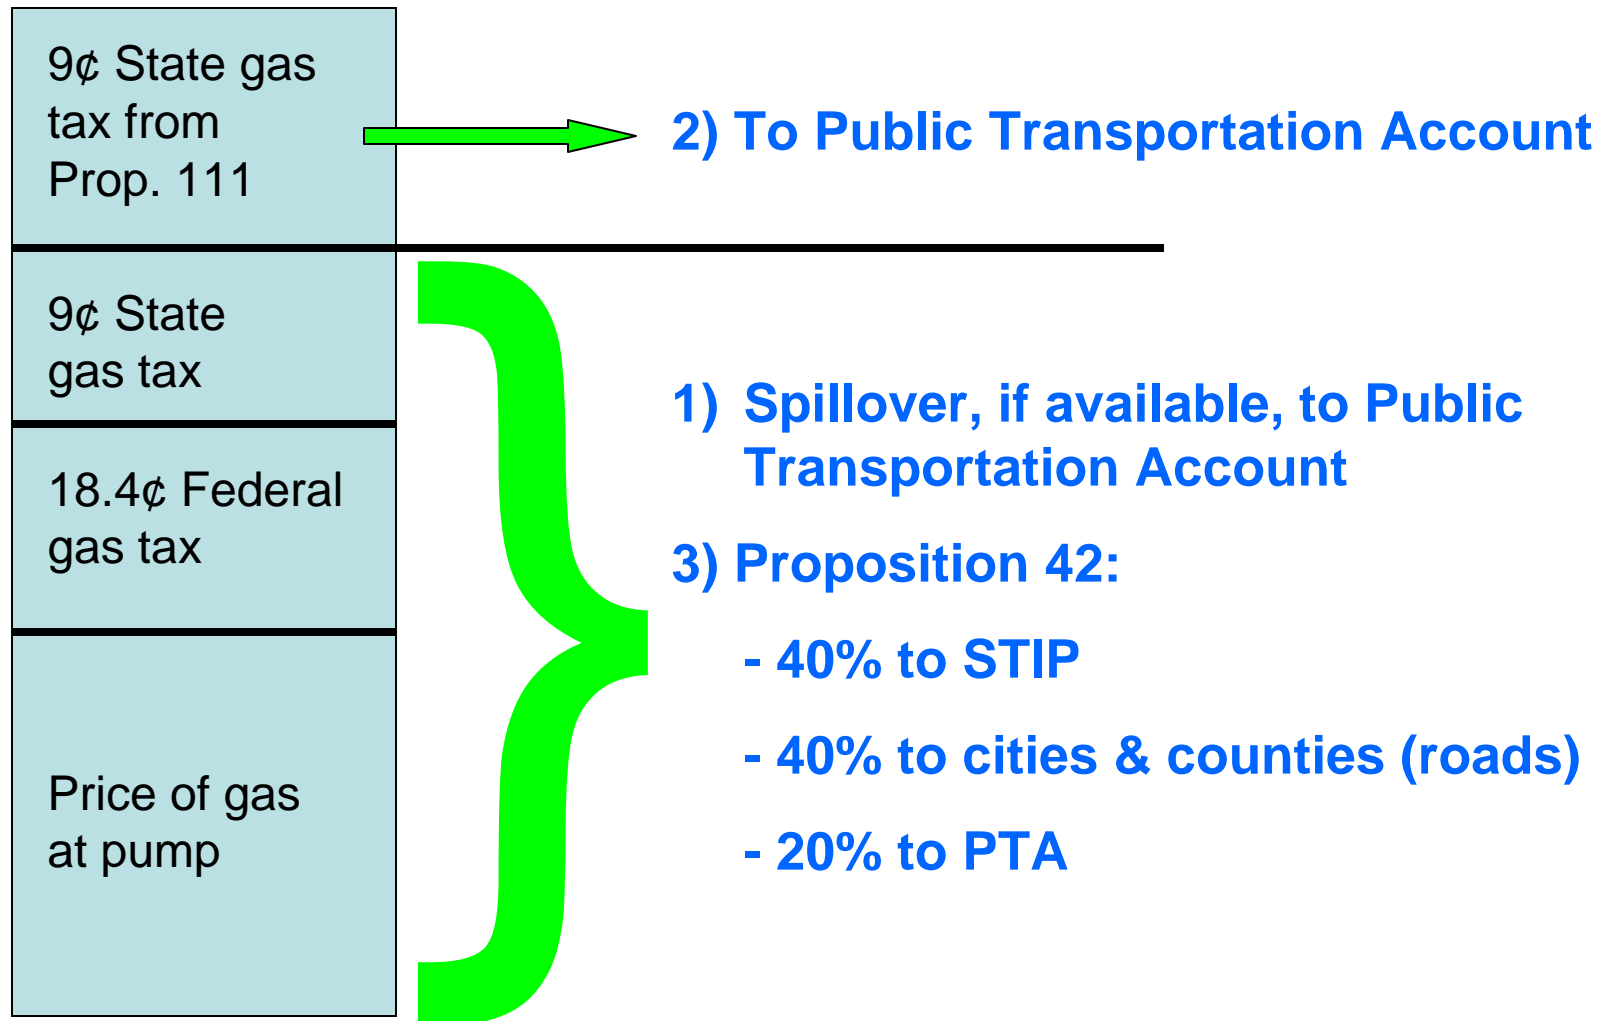 9¢ State gas
tax from
Prop. 111
2) To Public Transportation Account
9¢ State
gas tax
18.4¢ Federal
gas tax
Price of gas
at pump
1) Spillover, if available, to Public
Transportation Account
3) Proposition 42:
- 40% to STIP
- 40% to cities & counties (roads)
- 20% to PTA